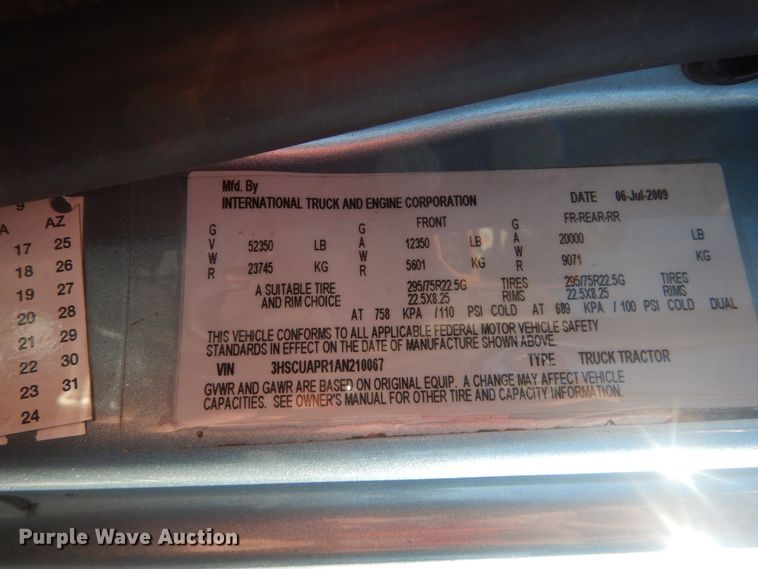 Mfd. By
INTERNATIONAL TRUCK AND ENGINE CORPORATION DATE 06-Jul-2009
G G FRONT G FR-REAR-RR
V 52350 LB A 12350 LB A 20000 LB
W W W
R 23745 KG R 5601 KG R 9071 KG
A SUITABLE TIRE 295/75R22.5G TIRES 295/75R22.5G TIRES
AND RIM CHOICE 22.5X8.25 RIMS 22.5X8.25 RIMS
AT 758 KPA /110 PSI COLD AT 689 KPA /100 PSI COLD DUAL
THIS VEHICLE CONFORMS TO ALL APPLICABLE FEDERAL MOTOR VEHICLE SAFETY
STANDARDS IN EFFECT ON THE DATE OF MANUFACTURE SHOWN ABOVE.
VIN 3HSCUAPR1AN210067 TYPE TRUCK TRACTOR
GVWR AND GAWR ARE BASED ON ORIGINAL EQUIP. A CHANGE MAY AFFECT VEHICLE
CAPACITIES. SEE OWNER'S MANUAL FOR OTHER TIRE AND CAPACITY INFORMATION.
9
A AZ
17 25
18 26
19 27
20 28
21 29
22 30
23 31
24
Purple Wave Auction